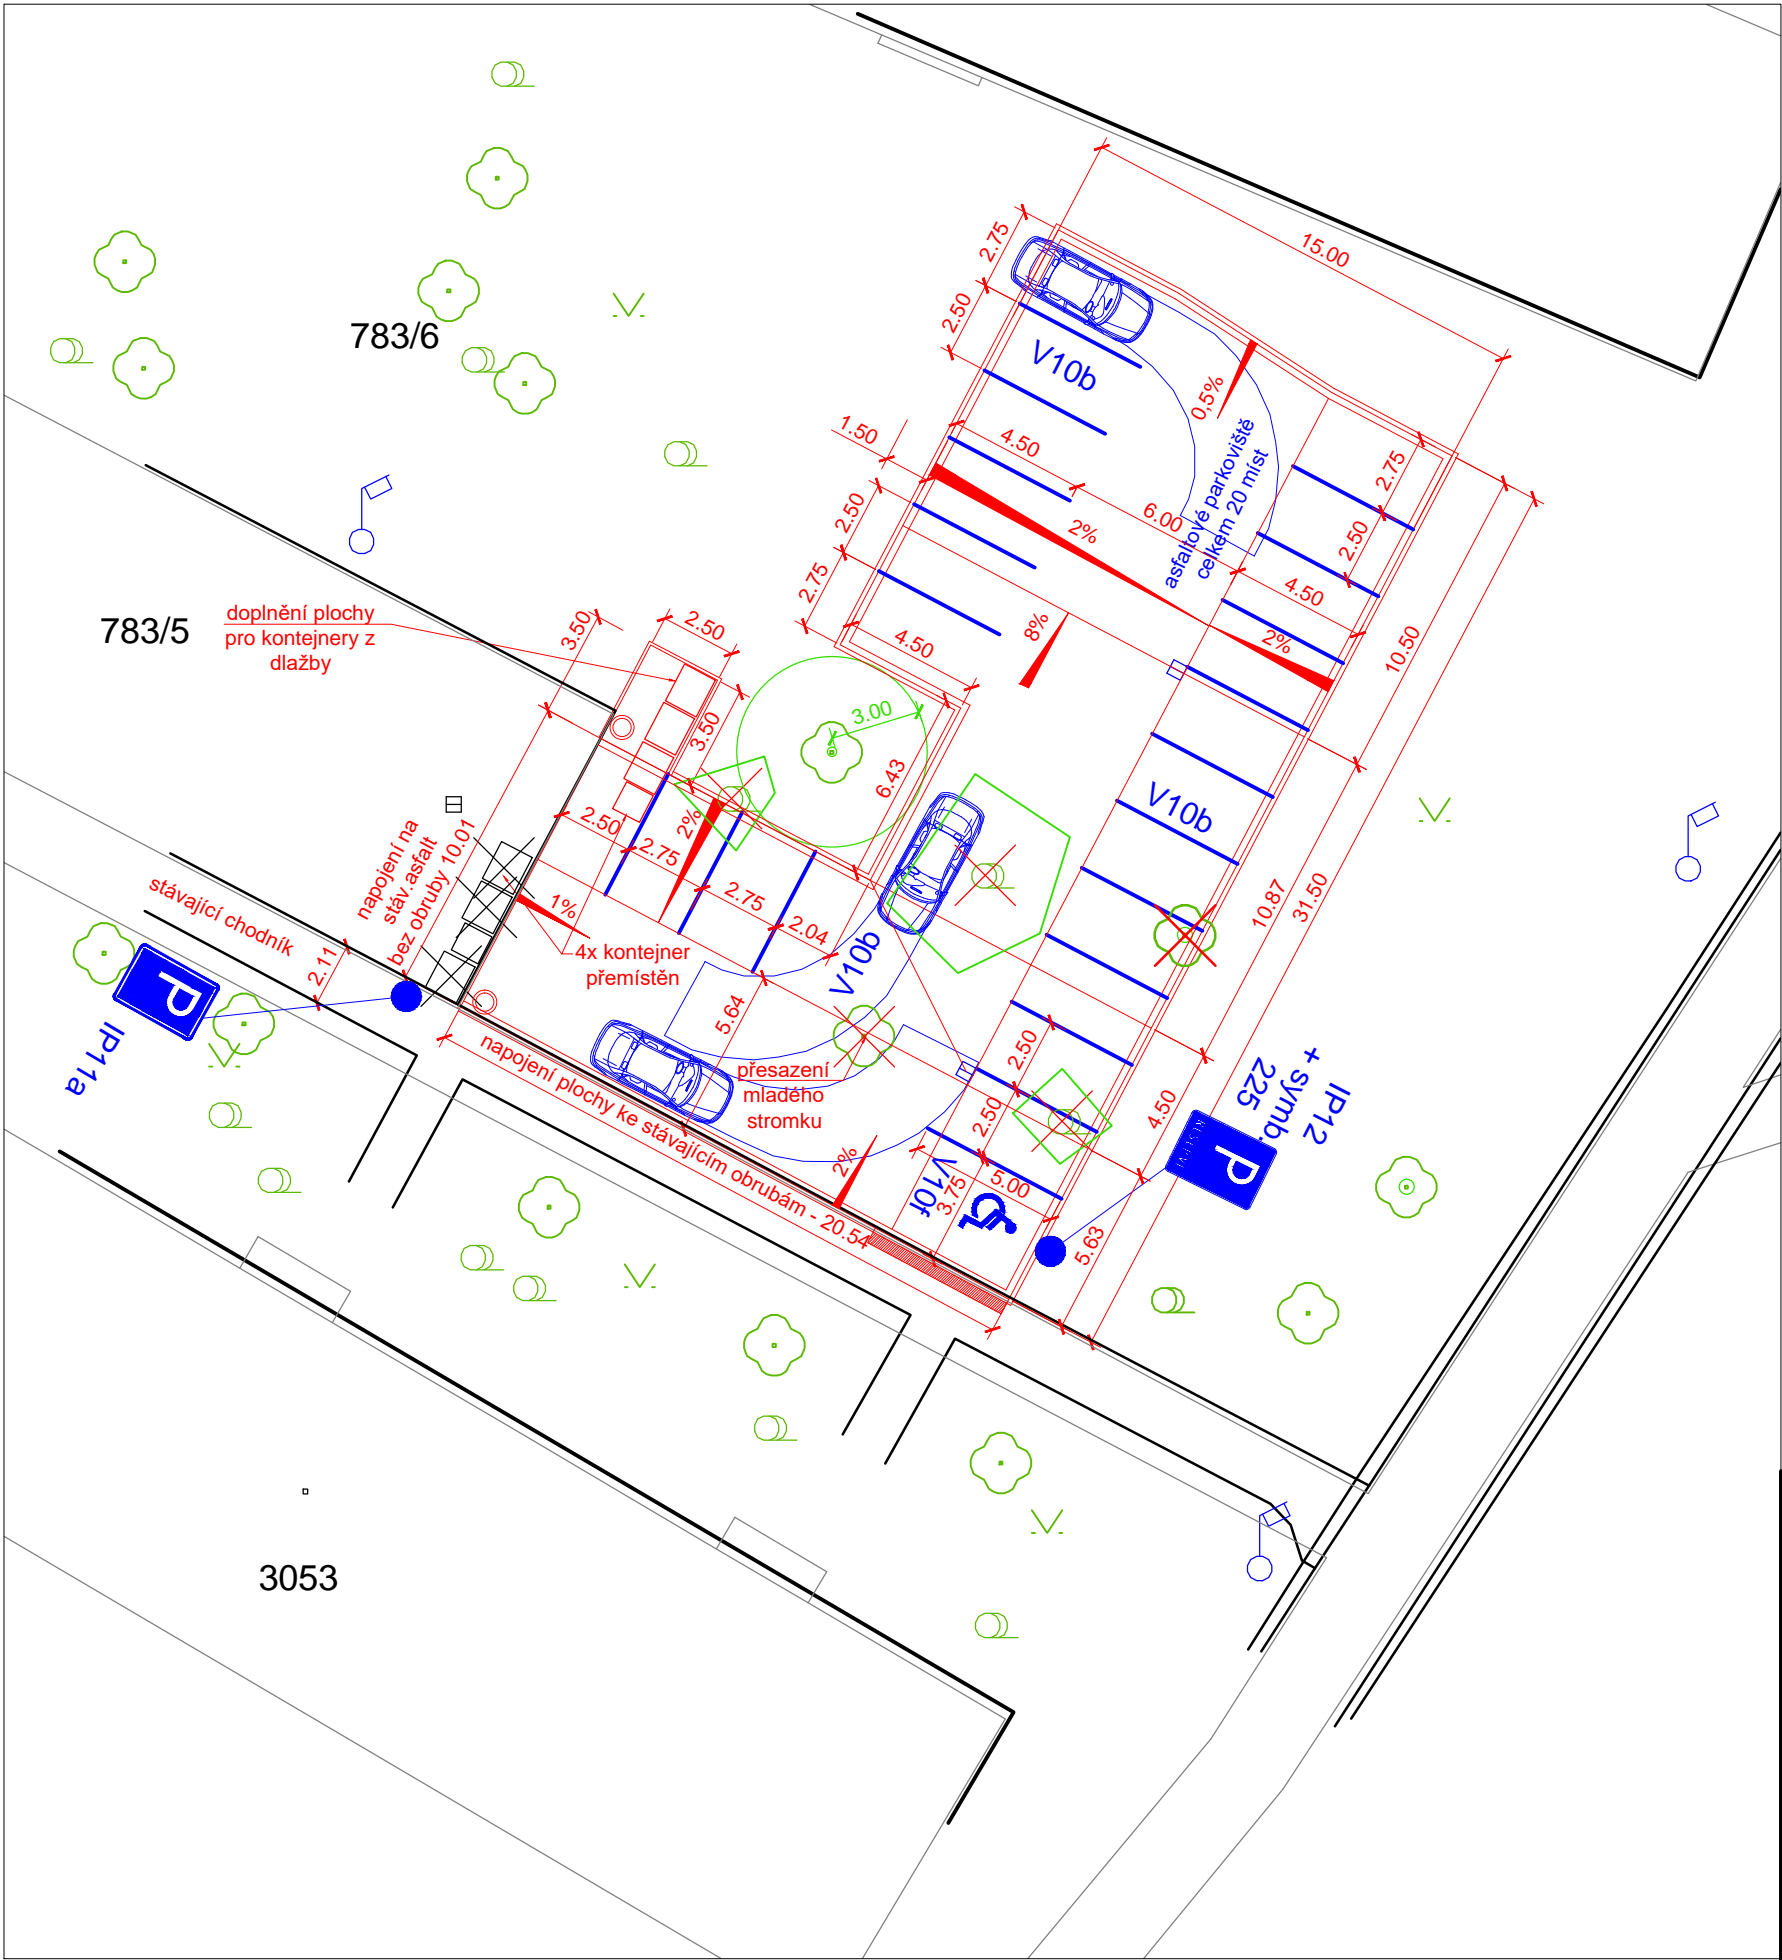 15.00
2.75
2.50
783/6
V10b
0,5%
1.50
4.50
asfaltové parkoviště
celkem 20 míst
2.75
2.50
6.00
2.50
2%
2.75
4.50
783/5
doplnění plochy
pro kontejnery z
dlažby
3.50
2.50
4.50
8%
2%
10.50
3.50
3.00
6.43
V10b
2.50
2%
2.75
2.75
2.04
napojení na
stáv.asfalt
bez obruby 10.01
1%
4x kontejner
přemístěn
stávající chodník
2.11
P
IP11a
V10b
5.64
10.87
31.50
napojení plochy ke stávajícím obrubám - 20.54
přesazení
mladého
stromku
2.50
2.50
4.50
IP12
+ symb.
225
P
2%
V10f
3.75
5.00
5.63
3053